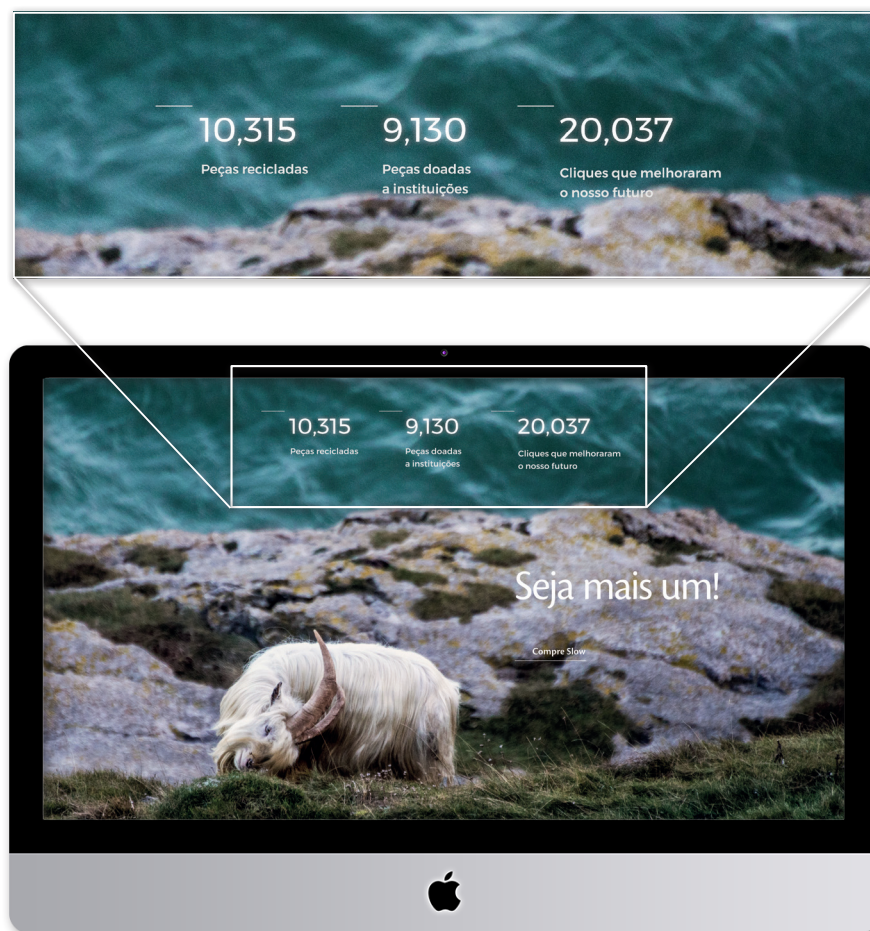 10,315
9,130
20,037
Peças recicladas
Peças doadas
a instituições
Cliques que melhoraram
o nosso futuro
10,315
9,130
20,037
Peças recicladas
Peças doadas
a instituições
Cliques que melhoraram
o nosso futuro
Seja mais um!
Compre Slow